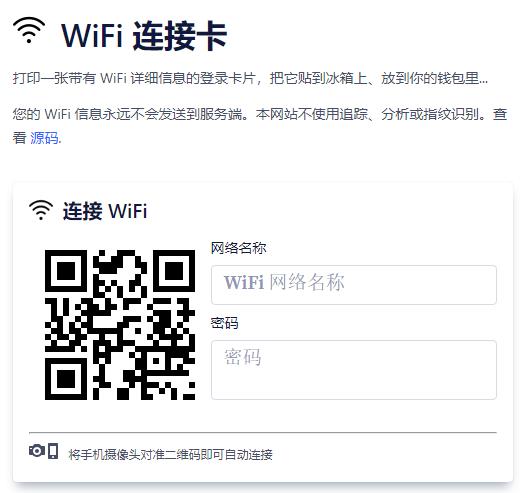 WiFi 连接卡
打印一张带有 WiFi 详细信息的登录卡片，把它贴到冰箱上、放到你的钱包里...
您的 WiFi 信息永远不会发送到服务端。本网站不使用追踪、分析或指纹识别。查
看 源码.
连接 WiFi
网络名称
WiFi 网络名称
密码
密码
将手机摄像头对准二维码即可自动连接